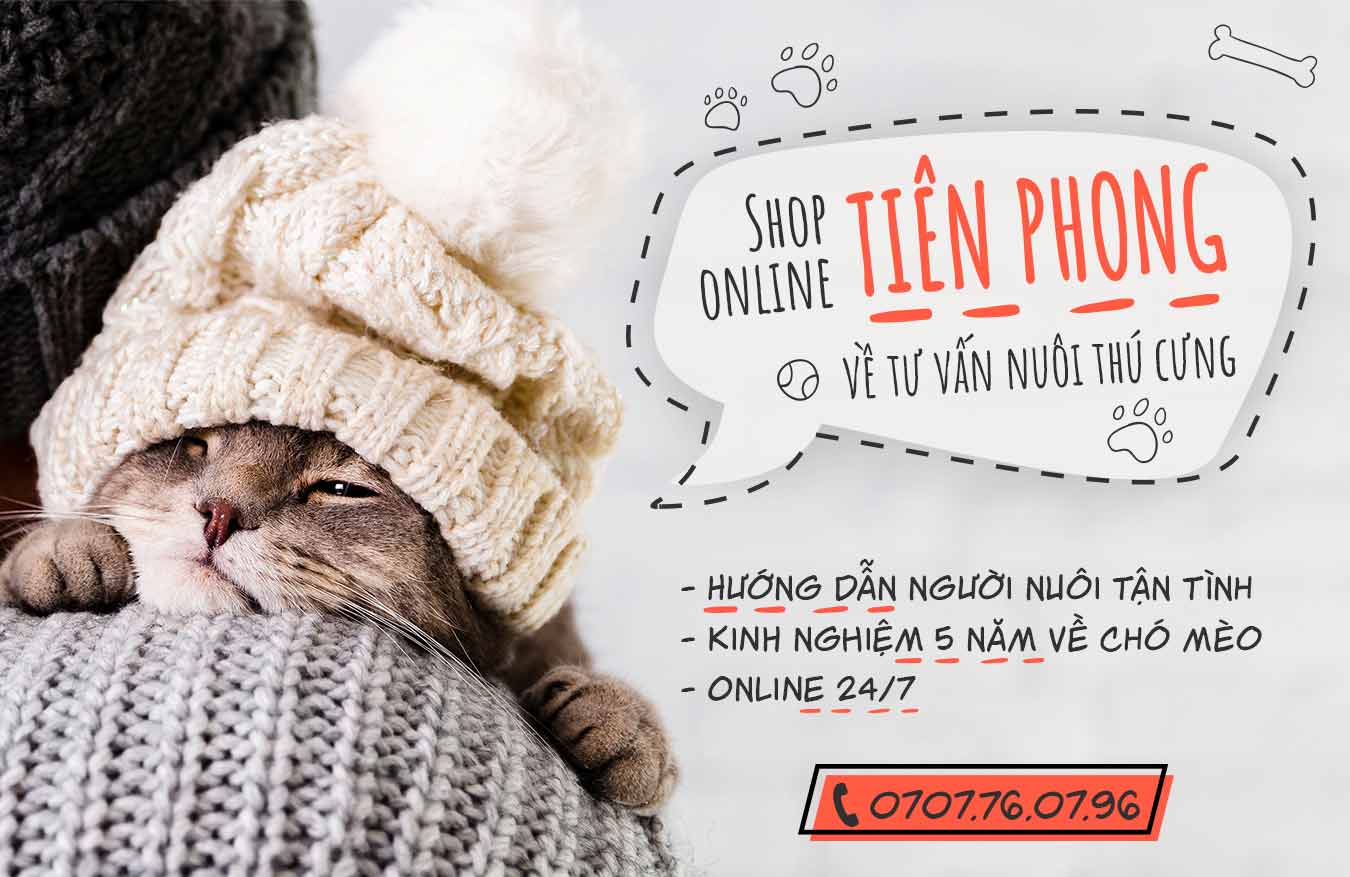 SHOP
ONLINE
TIÊN PHONG
VỀ TƯ VẤN NUÔI THÚ CƯNG
- HƯỚNG DẪN NGƯỜI NUÔI TẬN TÌNH
- KINH NGHIỆM 5 NĂM VỀ CHÓ MÈO
- ONLINE 24/7
0707.76.07.96